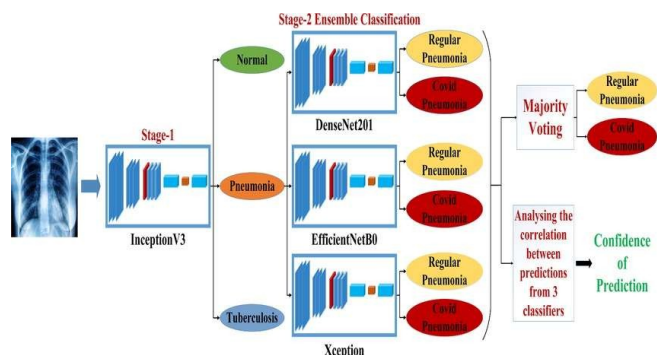 Stage-2 Ensemble Classification
Stage-1
InceptionV3
Normal
Pneumonia
Tuberculosis
DenseNet201
Regular
Pneumonia
Covid
Pneumonia
EfficientNetB0
Regular
Pneumonia
Covid
Pneumonia
Xception
Regular
Pneumonia
Covid
Pneumonia
Majority
Voting
Regular
Pneumonia
Covid
Pneumonia
Analysing the
correlation
between
predictions
from 3
classifiers
Confidence
of
Prediction